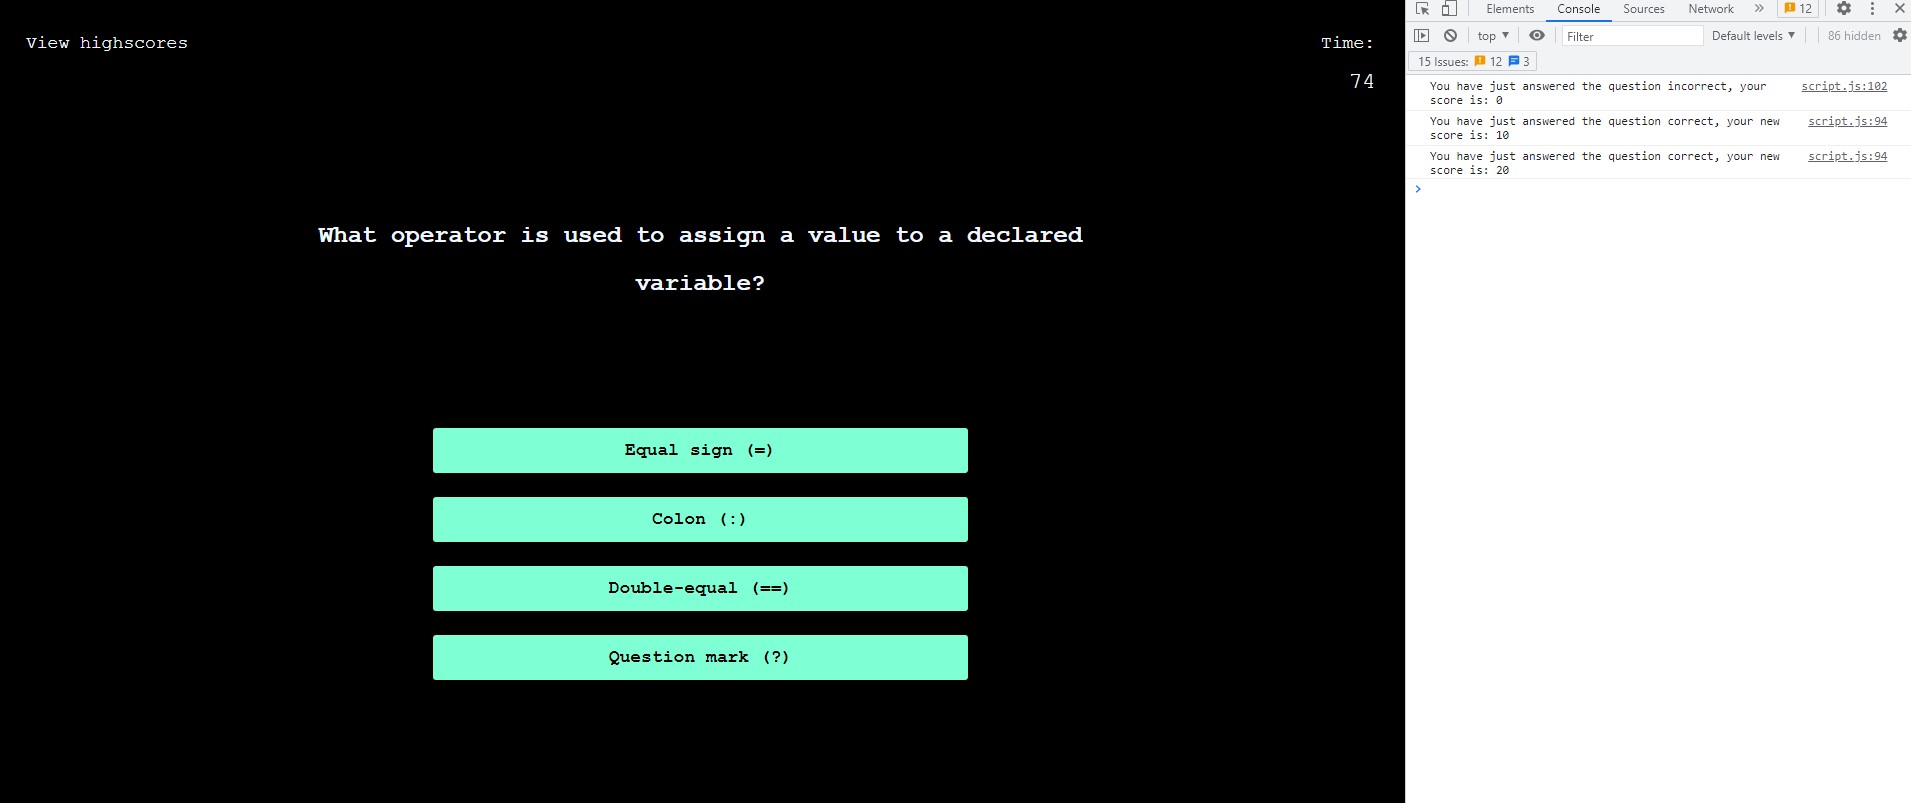 View highscores
Time:
74
What operator is used to assign a value to a declared
variable?
Equal sign (=)
Colon (:)
Double-equal (==)
Question mark (?)
Elements Console Sources Network » 12
top ▼ Filter Default levels ▼ 86 hidden
15 Issues: 12 3
You have just answered the question incorrect, your script.js:102
score is: 0
You have just answered the question correct, your new script.js:94
score is: 10
You have just answered the question correct, your new script.js:94
score is: 20